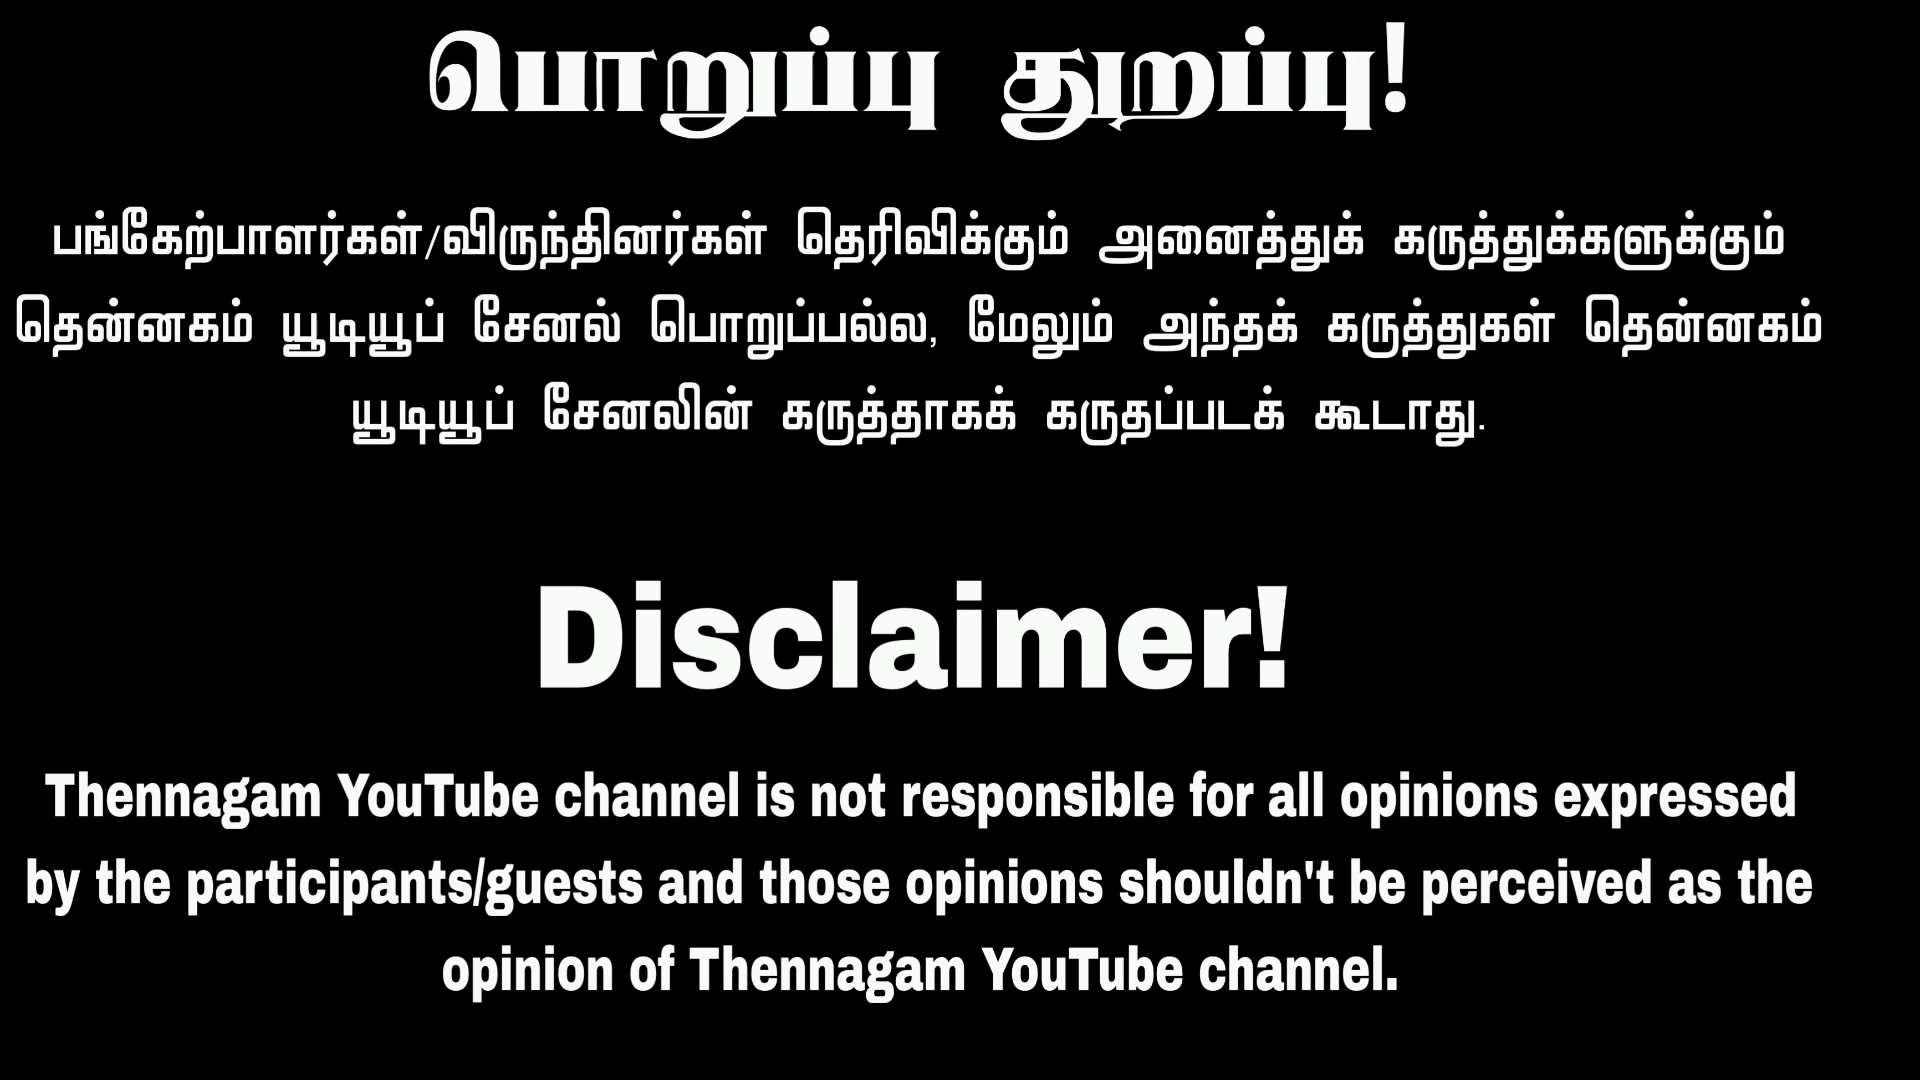 பொறுப்பு துறப்பு!
பங்கேற்பாளர்கள்/விருந்தினர்கள் தெரிவிக்கும் அனைத்துக் கருத்துக்களுக்கும்
தென்னகம் யூடியூப் சேனல் பொறுப்பல்ல, மேலும் அந்தக் கருத்துகள் தென்னகம்
யூடியூப் சேனலின் கருத்தாகக் கருதப்படக் கூடாது.
Disclaimer!
Thennagam YouTube channel is not responsible for all opinions expressed
by the participants/guests and those opinions shouldn't be perceived as the
opinion of Thennagam YouTube channel.